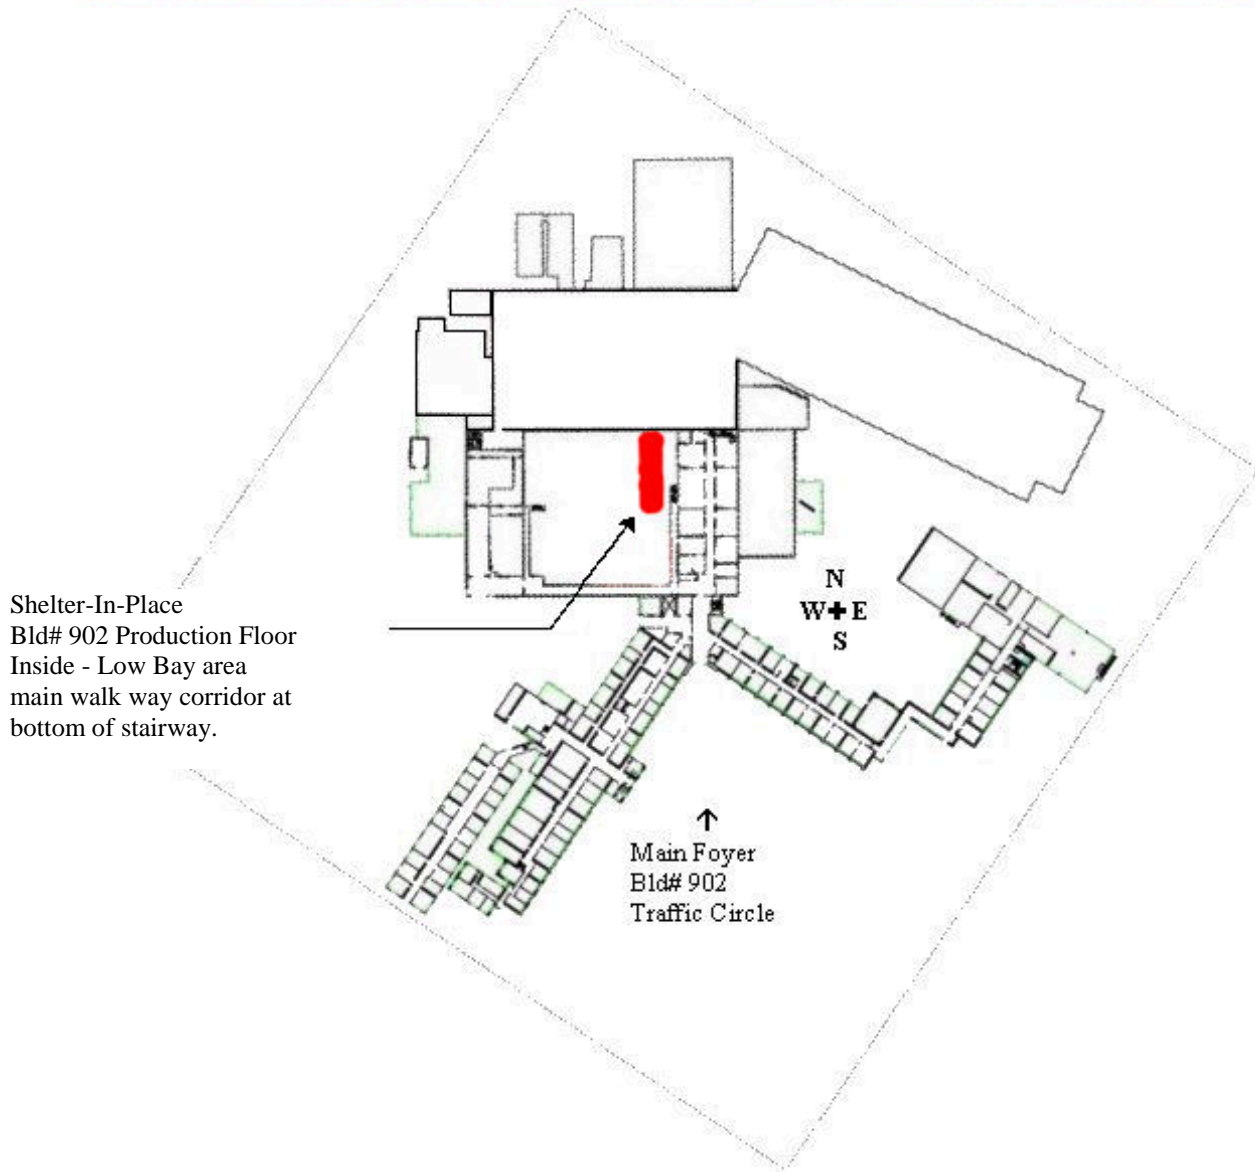 Shelter-In-Place
Bld# 902 Production Floor
Inside - Low Bay area
main walk way corridor at
bottom of stairway.
N
W E
S
Main Foyer
Bld# 902
Traffic Circle